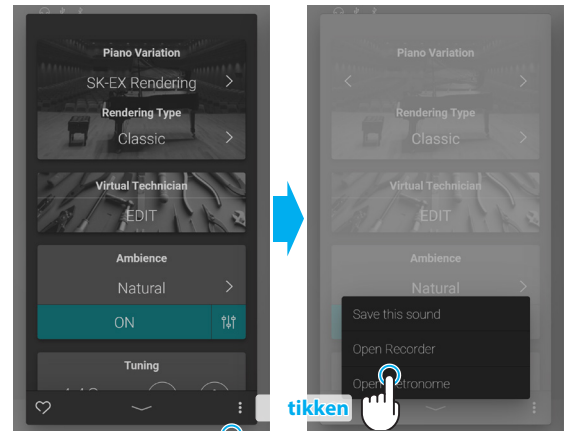 Piano Variation
SK-EX Rendering
Rendering Type
Classic
Virtual Technician
EDIT
Ambience
Natural
ON
Tuning
Piano Variation
Rendering Type
Classic
Virtual Technician
EDIT
Ambience
Natural
Save this sound
Open Recorder
tikken